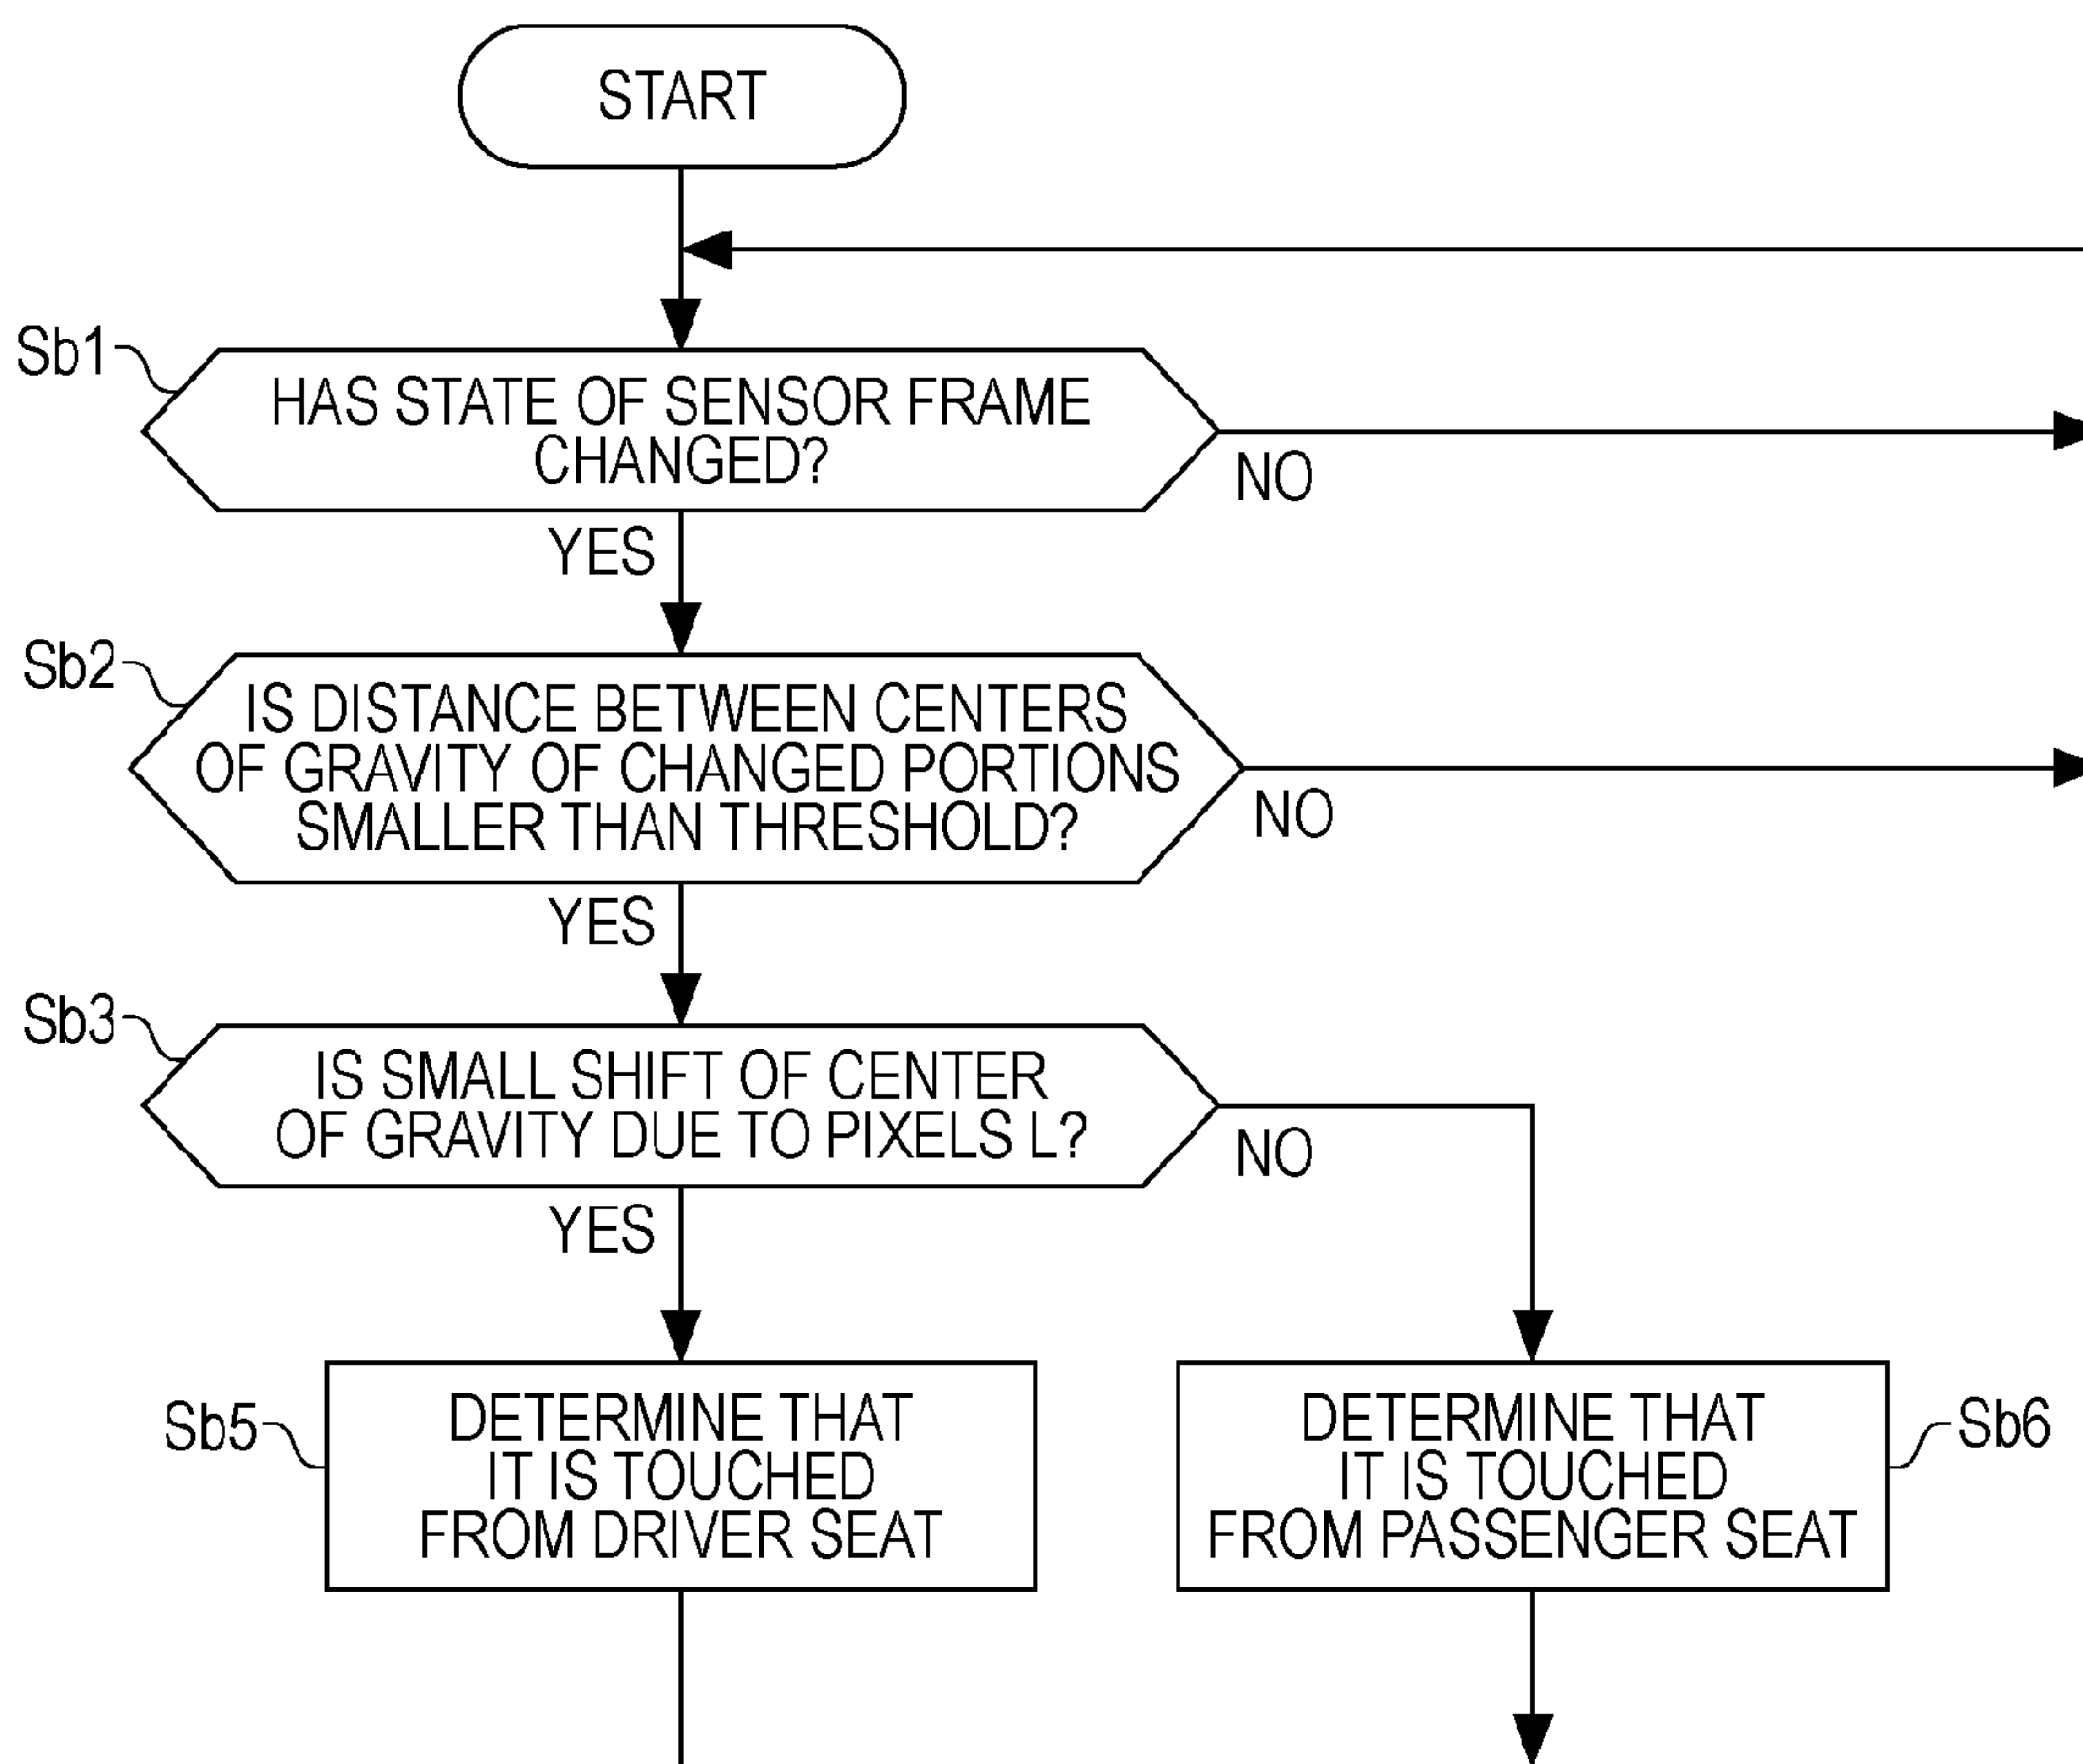 START
Sb1
HAS STATE OF SENSOR FRAME
CHANGED?
NO
YES
Sb2
IS DISTANCE BETWEEN CENTERS
OF GRAVITY OF CHANGED PORTIONS
SMALLER THAN THRESHOLD?
NO
YES
Sb3
IS SMALL SHIFT OF CENTER
OF GRAVITY DUE TO PIXELS L?
NO
YES
Sb5
DETERMINE THAT
IT IS TOUCHED
FROM DRIVER SEAT
DETERMINE THAT
IT IS TOUCHED
FROM PASSENGER SEAT
Sb6